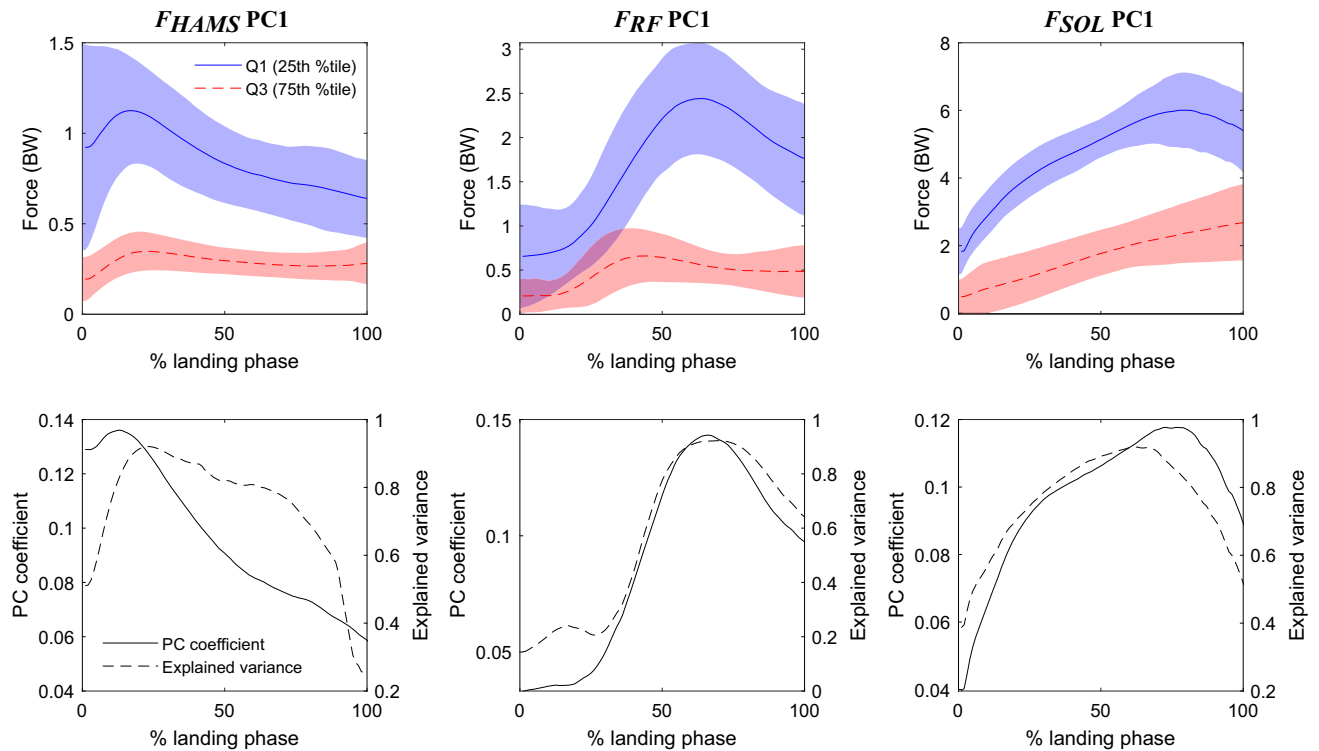 F_HAMS PC1
1.5
1
0.5
0
Force (BW)
Q1 (25th %tile)
Q3 (75th %tile)
0 50 100
% landing phase
F_RF PC1
3
2.5
2
1.5
1
0.5
0
Force (BW)
0 50 100
% landing phase
F_SOL PC1
8
6
4
2
0
Force (BW)
0 50 100
% landing phase
0.14
0.12
0.1
0.08
0.06
0.04
PC coefficient
PC coefficient
Explained variance
1
0.8
0.6
0.4
0.2
Explained variance
0 50 100
% landing phase
0.15
0.1
0.05
PC coefficient
1
0.8
0.6
0.4
0.2
0
Explained variance
0 50 100
% landing phase
0.12
0.1
0.08
0.06
0.04
PC coefficient
1
0.8
0.6
0.4
0.2
Explained variance
0 50 100
% landing phase